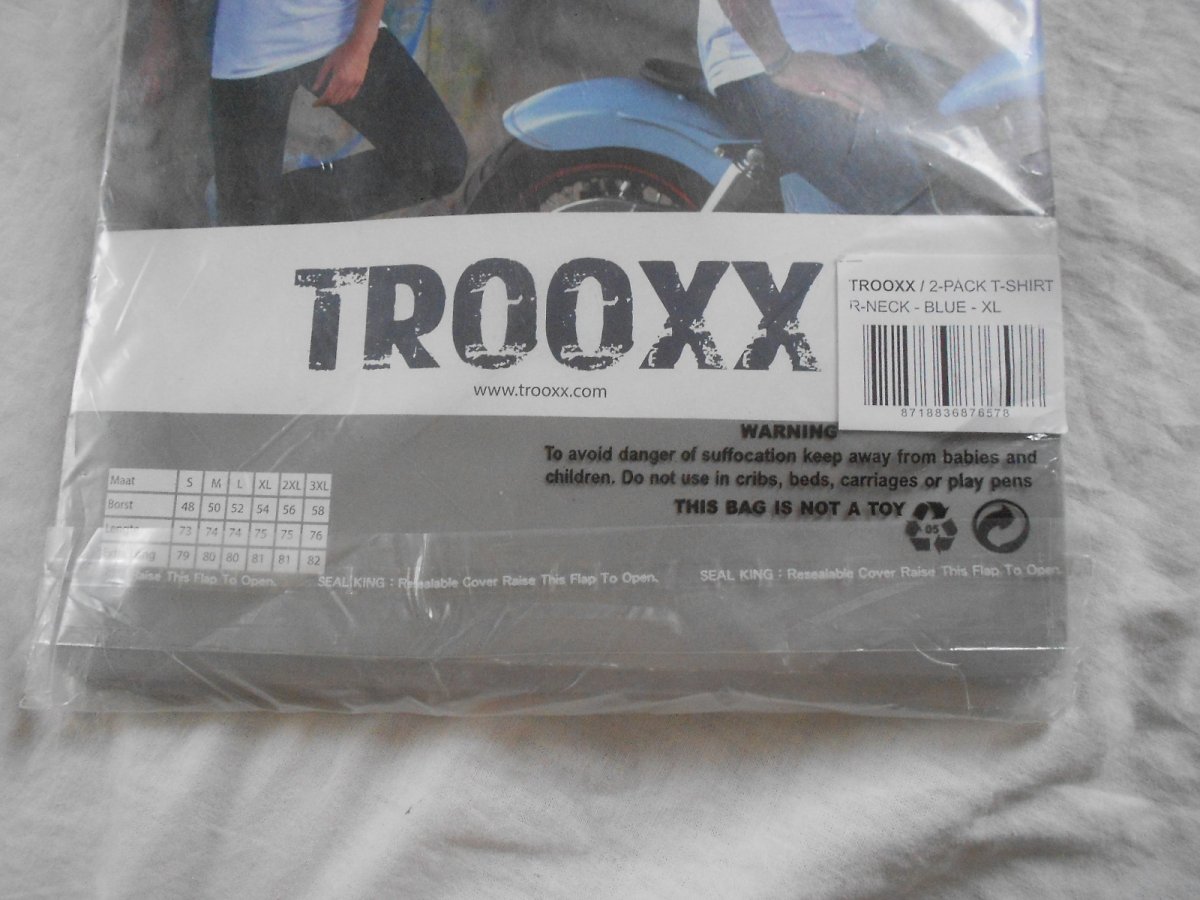 TROOXX
www.trooxx.com
TROOXX / 2-PACK T-SHIRT
R-NECK - BLUE - XL
8718836876578
WARNING
To avoid danger of suffocation keep away from babies and
children. Do not use in cribs, beds, carriages or play pens
THIS BAG IS NOT A TOY
05
Maat S M L XL 2XL 3XL
Borst 48 50 52 54 56 58
Lengte 73 74 74 75 75 76
Extra Long 79 80 80 81 81 82
Raise This Flap To Open. SEAL KING : Resealable Cover Raise This Flap To Open. SEAL KING : Resealable Cover Raise This Flap To Open.